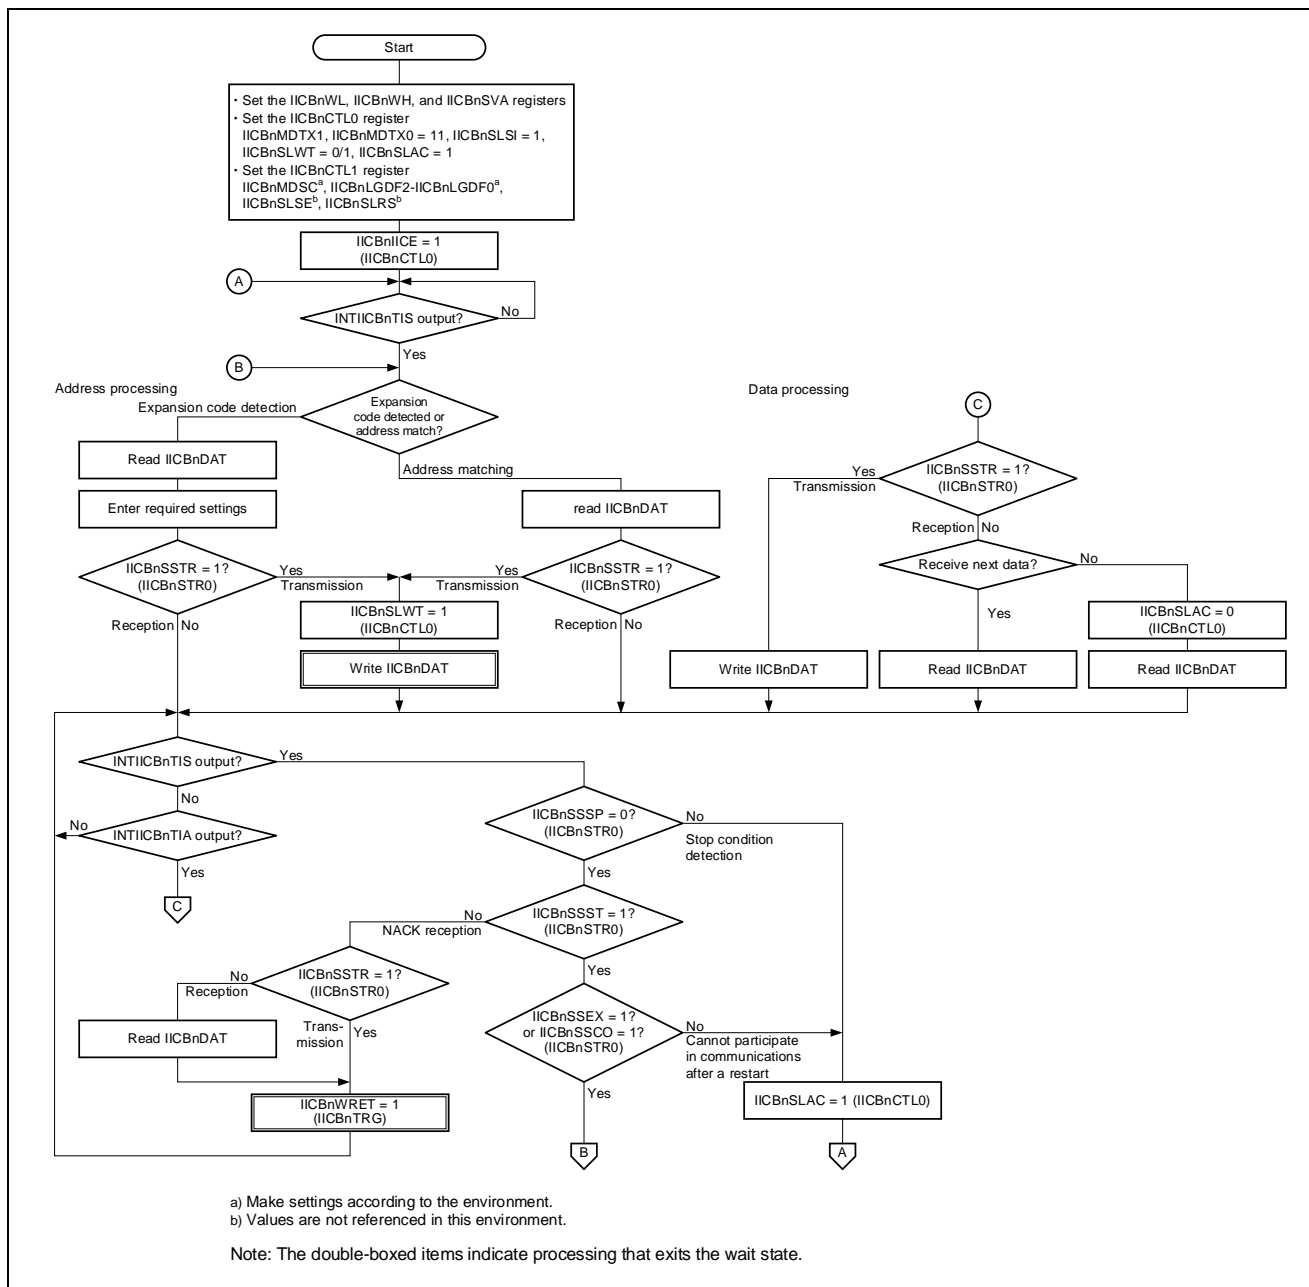 Start
・Set the IICBnWL, IICBnWH, and IICBnSVA registers
・Set the IICBnCTL0 register
IICBnMDTX1, IICBnMDTX0 = 11, IICBnSLSI = 1,
IICBnSLWT = 0/1, IICBnSLAC = 1
・Set the IICBnCTL1 register
IICBnMDSCa, IICBnLGDF2-IICBnLGDF0a,
IICBnSLSEb, IICBnSLRSb
IICBnIICE = 1
(IICBnCTL0)
A
INTIICBnTIS output?
No
Yes
B
Address processing
Expansion code detection
Expansion
code detected or
address match?
Address matching
Read IICBnDAT
Enter required settings
IICBnSSTR = 1?
(IICBnSTR0)
Yes
Transmission
Reception
No
read IICBnDAT
IICBnSSTR = 1?
(IICBnSTR0)
Yes
Transmission
Reception
No
IICBnSLWT = 1
(IICBnCTL0)
Write IICBnDAT
Data processing
C
IICBnSSTR = 1?
(IICBnSTR0)
Yes
Transmission
Reception
No
Receive next data?
No
Yes
IICBnSLAC = 0
(IICBnCTL0)
Write IICBnDAT
Read IICBnDAT
Read IICBnDAT
INTIICBnTIS output?
Yes
No
INTIICBnTIA output?
No
Yes
C
IICBnSSSP = 0?
(IICBnSTR0)
No
Stop condition
detection
Yes
IICBnSSST = 1?
(IICBnSTR0)
No
NACK reception
Yes
IICBnSSTR = 1?
(IICBnSTR0)
No
Reception
Trans-
mission
Yes
Read IICBnDAT
IICBnWRET = 1
(IICBnTRG)
IICBnSSEX = 1?
or IICBnSSCO = 1?
(IICBnSTR0)
No
Cannot participate
in communications
after a restart
Yes
B
IICBnSLAC = 1 (IICBnCTL0)
A
a) Make settings according to the environment.
b) Values are not referenced in this environment.
Note: The double-boxed items indicate processing that exits the wait state.